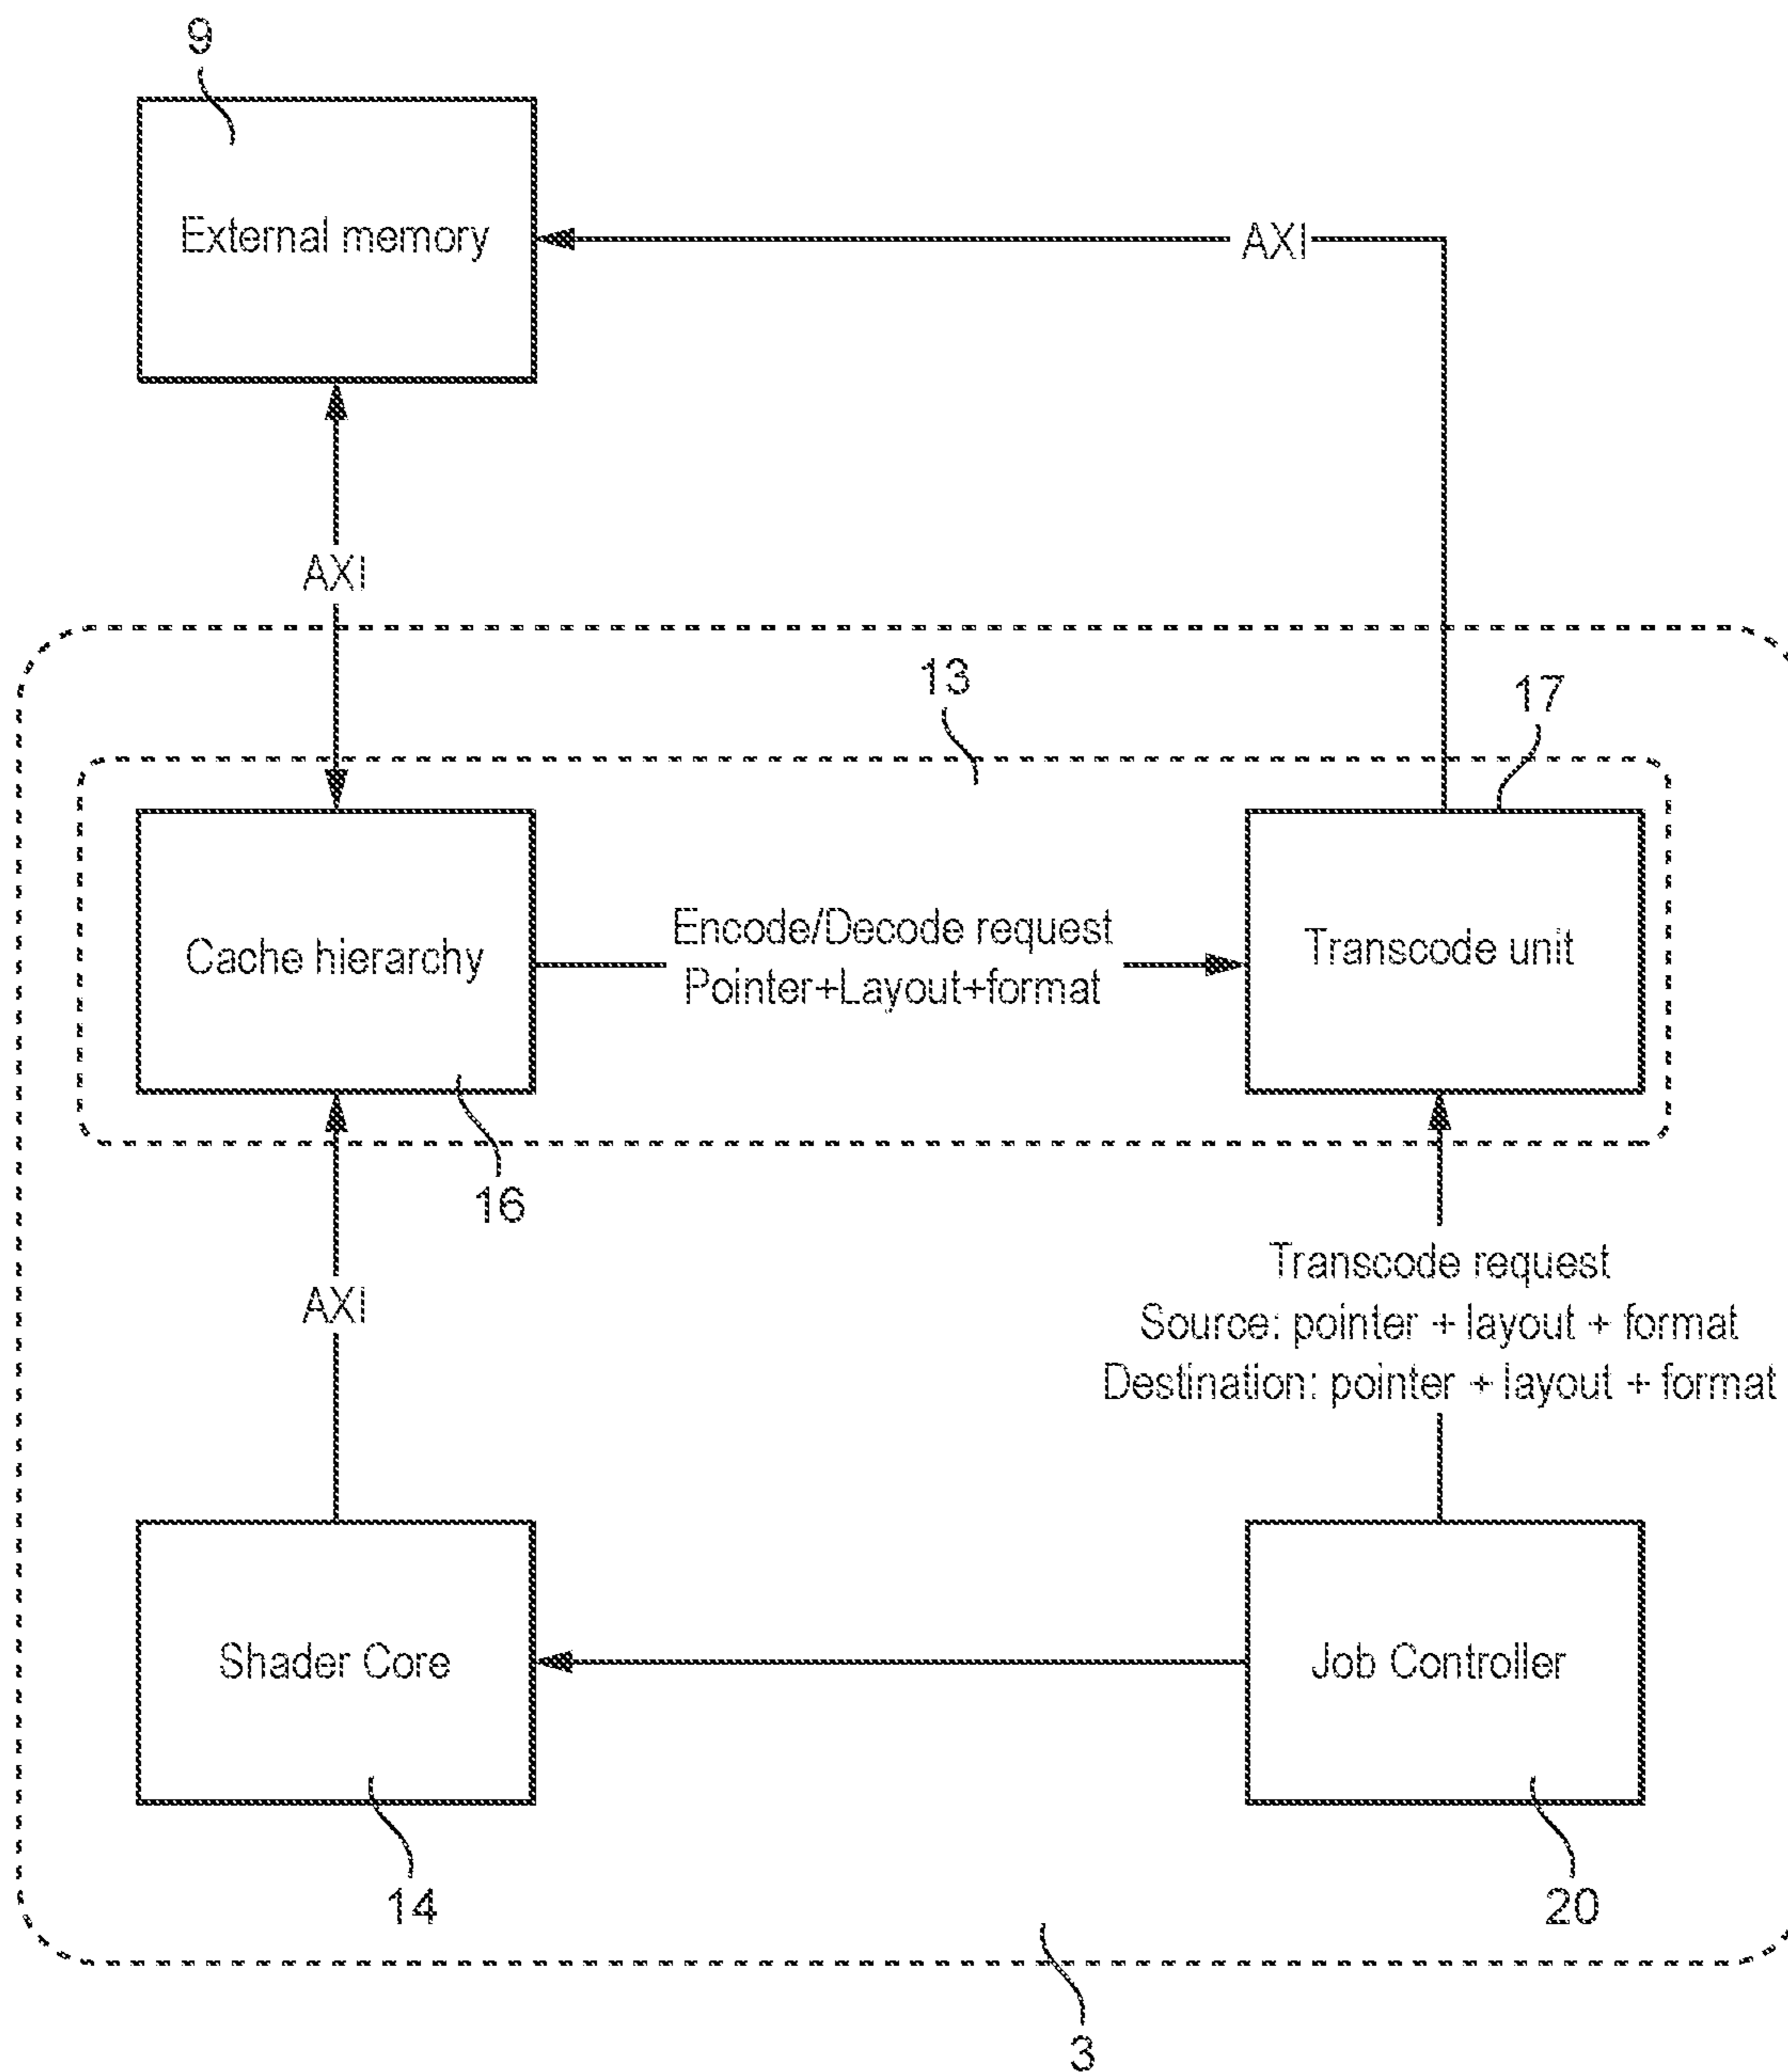 9
External memory
AXI
AXI
13
17
Cache hierarchy
Encode/Decode request
Pointer+Layout+format
Transcode unit
16
AXI
Transcode request
Source: pointer + layout + format
Destination: pointer + layout + format
Shader Core
Job Controller
14
20
3